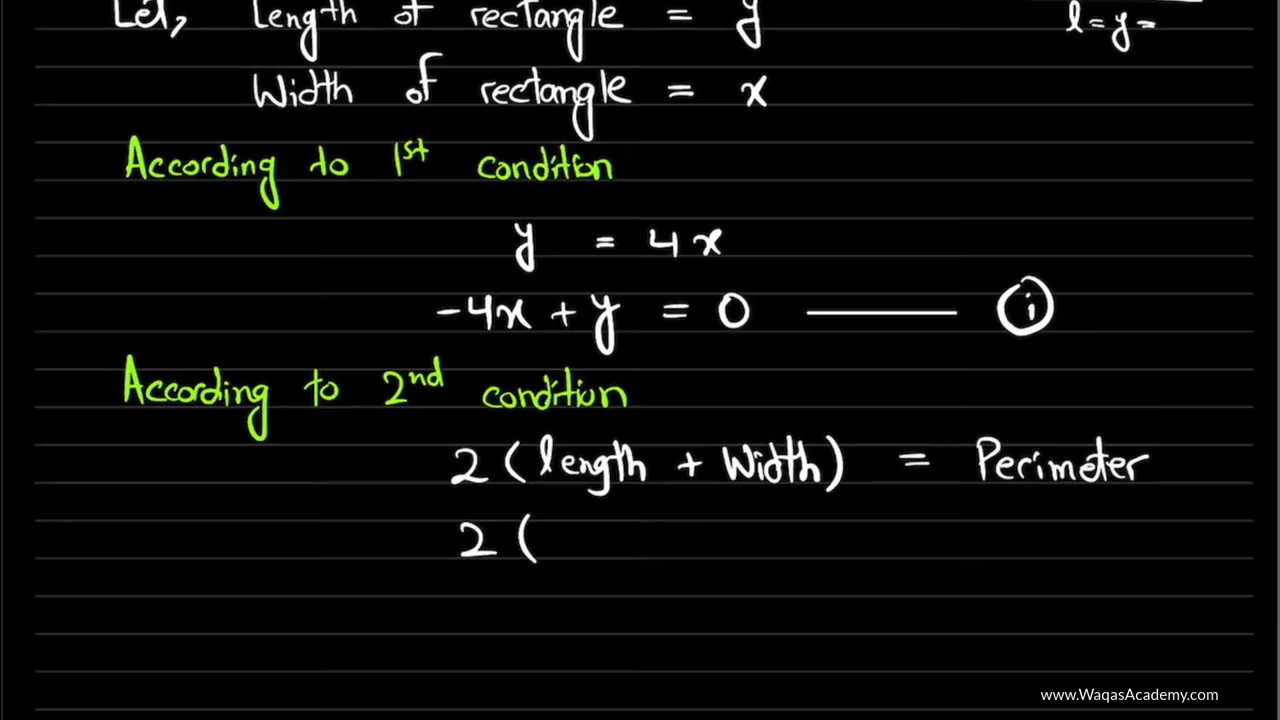 Let, Length of rectangle = y
l = y =
Width of rectangle = x
According to 1st condition
y = 4x
-4x + y = 0 —— i
According to 2nd condition
2 (length + Width) = Perimeter
2 (
www.WaqasAcademy.com